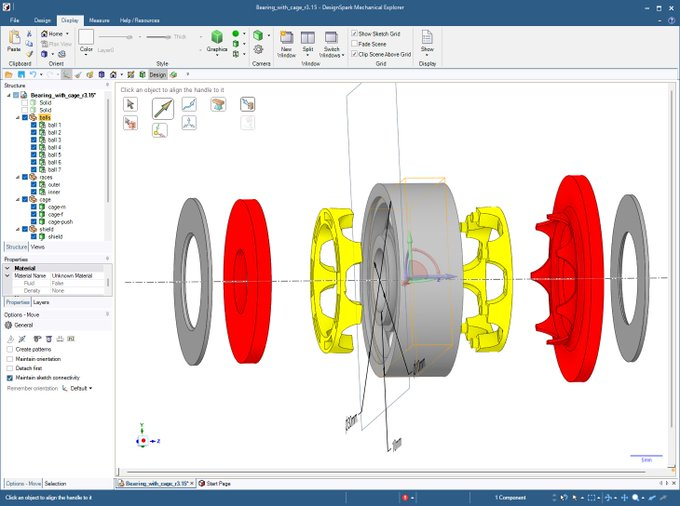 Bearing_with_cage_r3.15 - DesignSpark Mechanical Explorer
File Design Display Measure Help / Resources
Paste
Clipboard
Home
Plan View
Orient
Color
Layer0
Style
Graphics
Camera
New Window
Split
Switch Windows
Window
Show Sketch Grid
Fade Scene
Clip Scene Above Grid
Grid
Show
Display
Design
Structure
Click an object to align the handle to it
Bearing_with_cage_r3.15*
Solid
Solid
balls
ball 1
ball 2
ball 3
ball 4
ball 5
ball 6
ball 7
races
outer
inner
cage
cage-m
cage-f
cage-push
shield
shield
Structure Views
Properties
Material
Material Name Unknown Material
Fluid False
Density None
Properties Layers
Options - Move
General
Create patterns
Maintain orientation
Detach first
Maintain sketch connectivity
Remember orientation Default
Y
Z
5mm
Options - Move Selection
Bearing_with_cage_r3.15* Start Page
Click an object to align the handle to it
1 Component